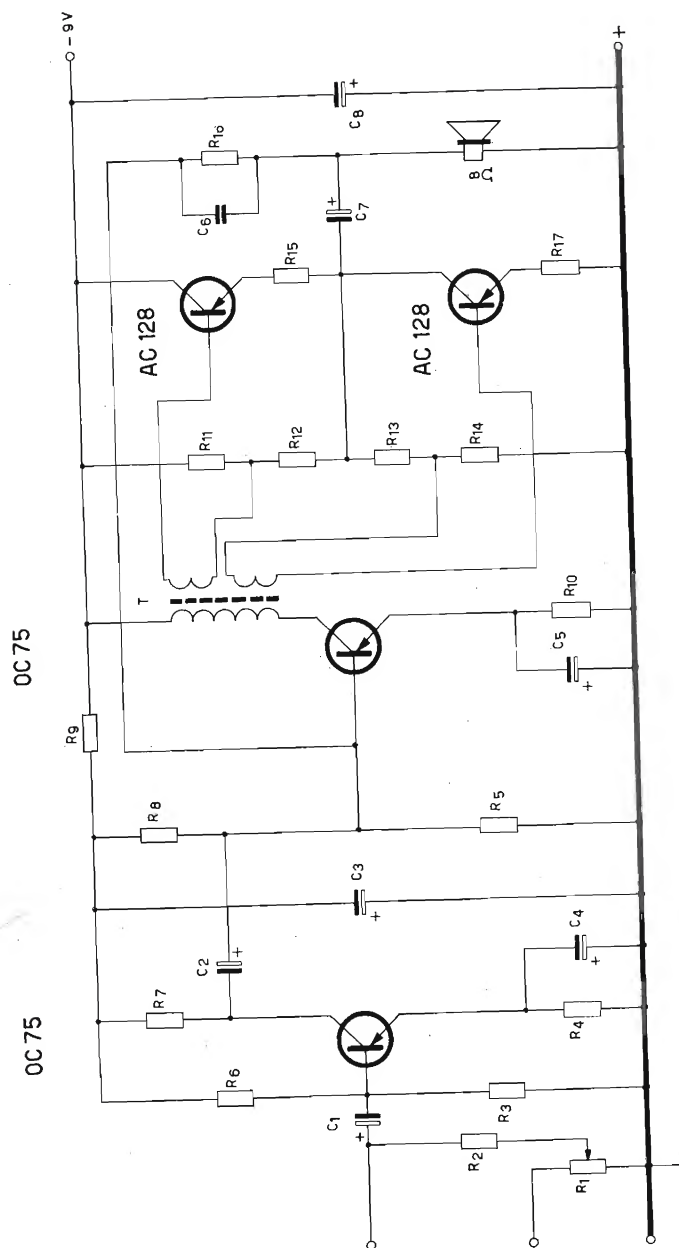 OC 75
OC 75
- 9V
R9
R8
R7
R6
T
R11
R12
R13
R14
AC 128
AC 128
R15
R16
C6
C7
C8
+
+
8 Ω
R17
C2
+
C3
+
C1
+
R5
R10
C5
+
C4
+
R4
R3
R2
R1
+